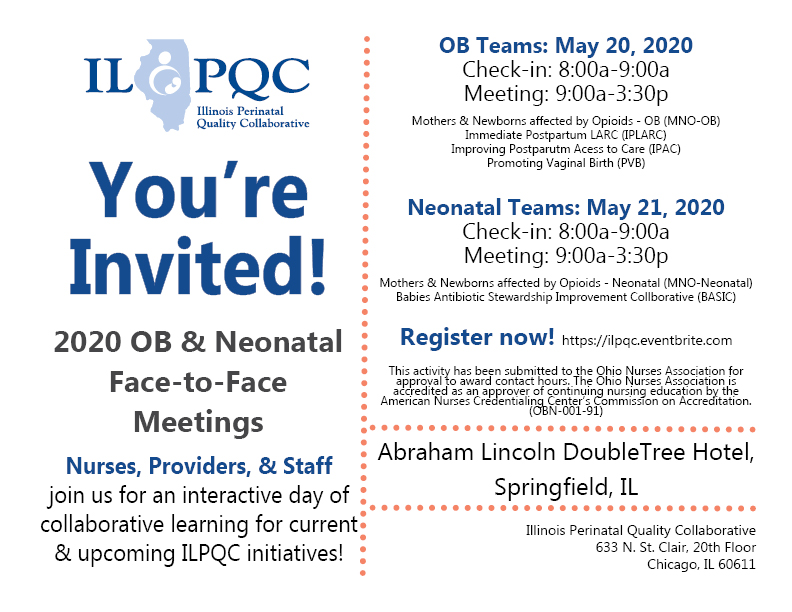 IL PQC
Illinois Perinatal
Quality Collaborative
You're
Invited!
2020 OB & Neonatal
Face-to-Face
Meetings
Nurses, Providers, & Staff
join us for an interactive day of
collaborative learning for current
& upcoming ILPQC initiatives!
OB Teams: May 20, 2020
Check-in: 8:00a-9:00a
Meeting: 9:00a-3:30p
Mothers & Newborns affected by Opioids - OB (MNO-OB)
Immediate Postpartum LARC (IPLARC)
Improving Postparutm Acess to Care (IPAC)
Promoting Vaginal Birth (PVB)
Neonatal Teams: May 21, 2020
Check-in: 8:00a-9:00a
Meeting: 9:00a-3:30p
Mothers & Newborns affected by Opioids - Neonatal (MNO-Neonatal)
Babies Antibiotic Stewardship Improvement Collborative (BASIC)
Register now! https://ilpqc.eventbrite.com
This activity has been submitted to the Ohio Nurses Association for
approval to award contact hours. The Ohio Nurses Association is
accredited as an approver of continuing nursing education by the
American Nurses Credentialing Center's Commission on Accreditation.
(OBN-001-91)
Abraham Lincoln DoubleTree Hotel,
Springfield, IL
Illinois Perinatal Quality Collaborative
633 N. St. Clair, 20th Floor
Chicago, IL 60611